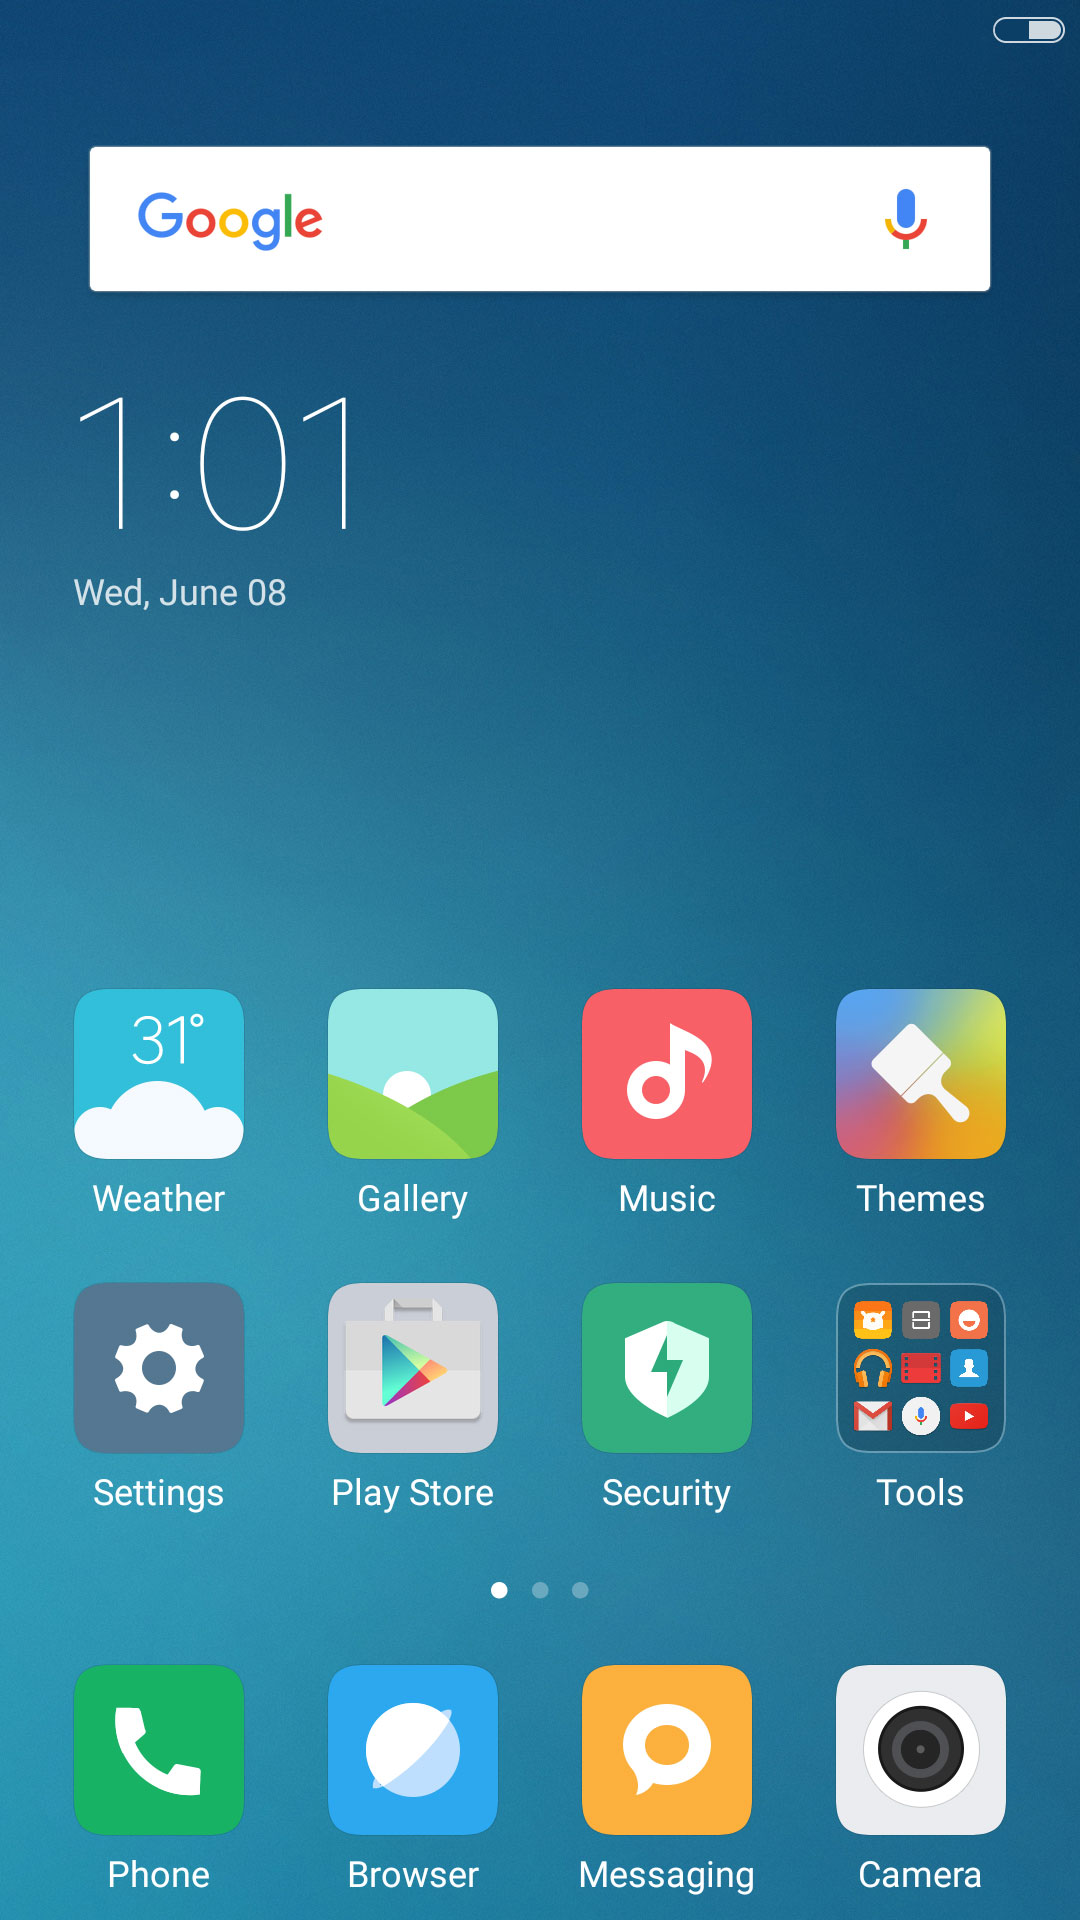 Google
1:01
Wed, June 08
31°
Weather Gallery Music Themes
Settings Play Store Security Tools
Phone Browser Messaging Camera